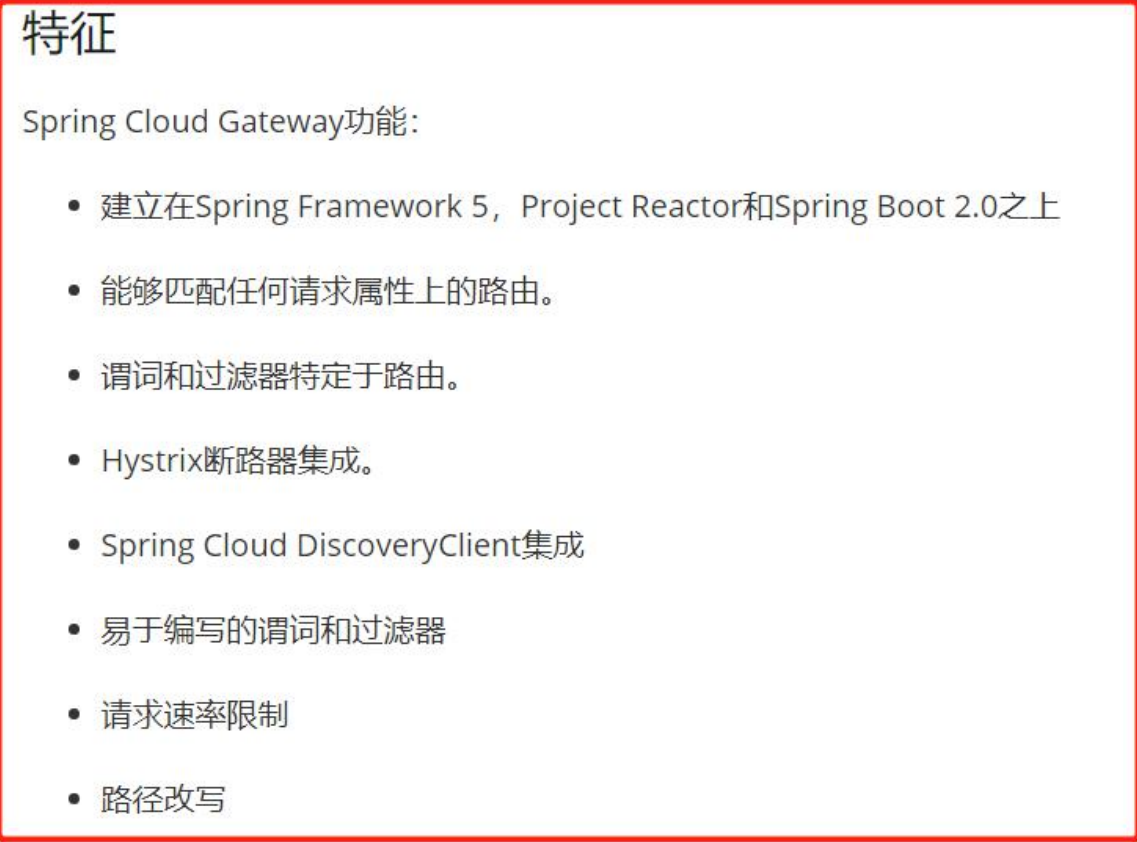 特征
Spring Cloud Gateway功能：
• 建立在Spring Framework 5，Project Reactor和Spring Boot 2.0之上
• 能够匹配任何请求属性上的路由。
• 谓词和过滤器特定于路由。
• Hystrix断路器集成。
• Spring Cloud DiscoveryClient集成
• 易于编写的谓词和过滤器
• 请求速率限制
• 路径改写